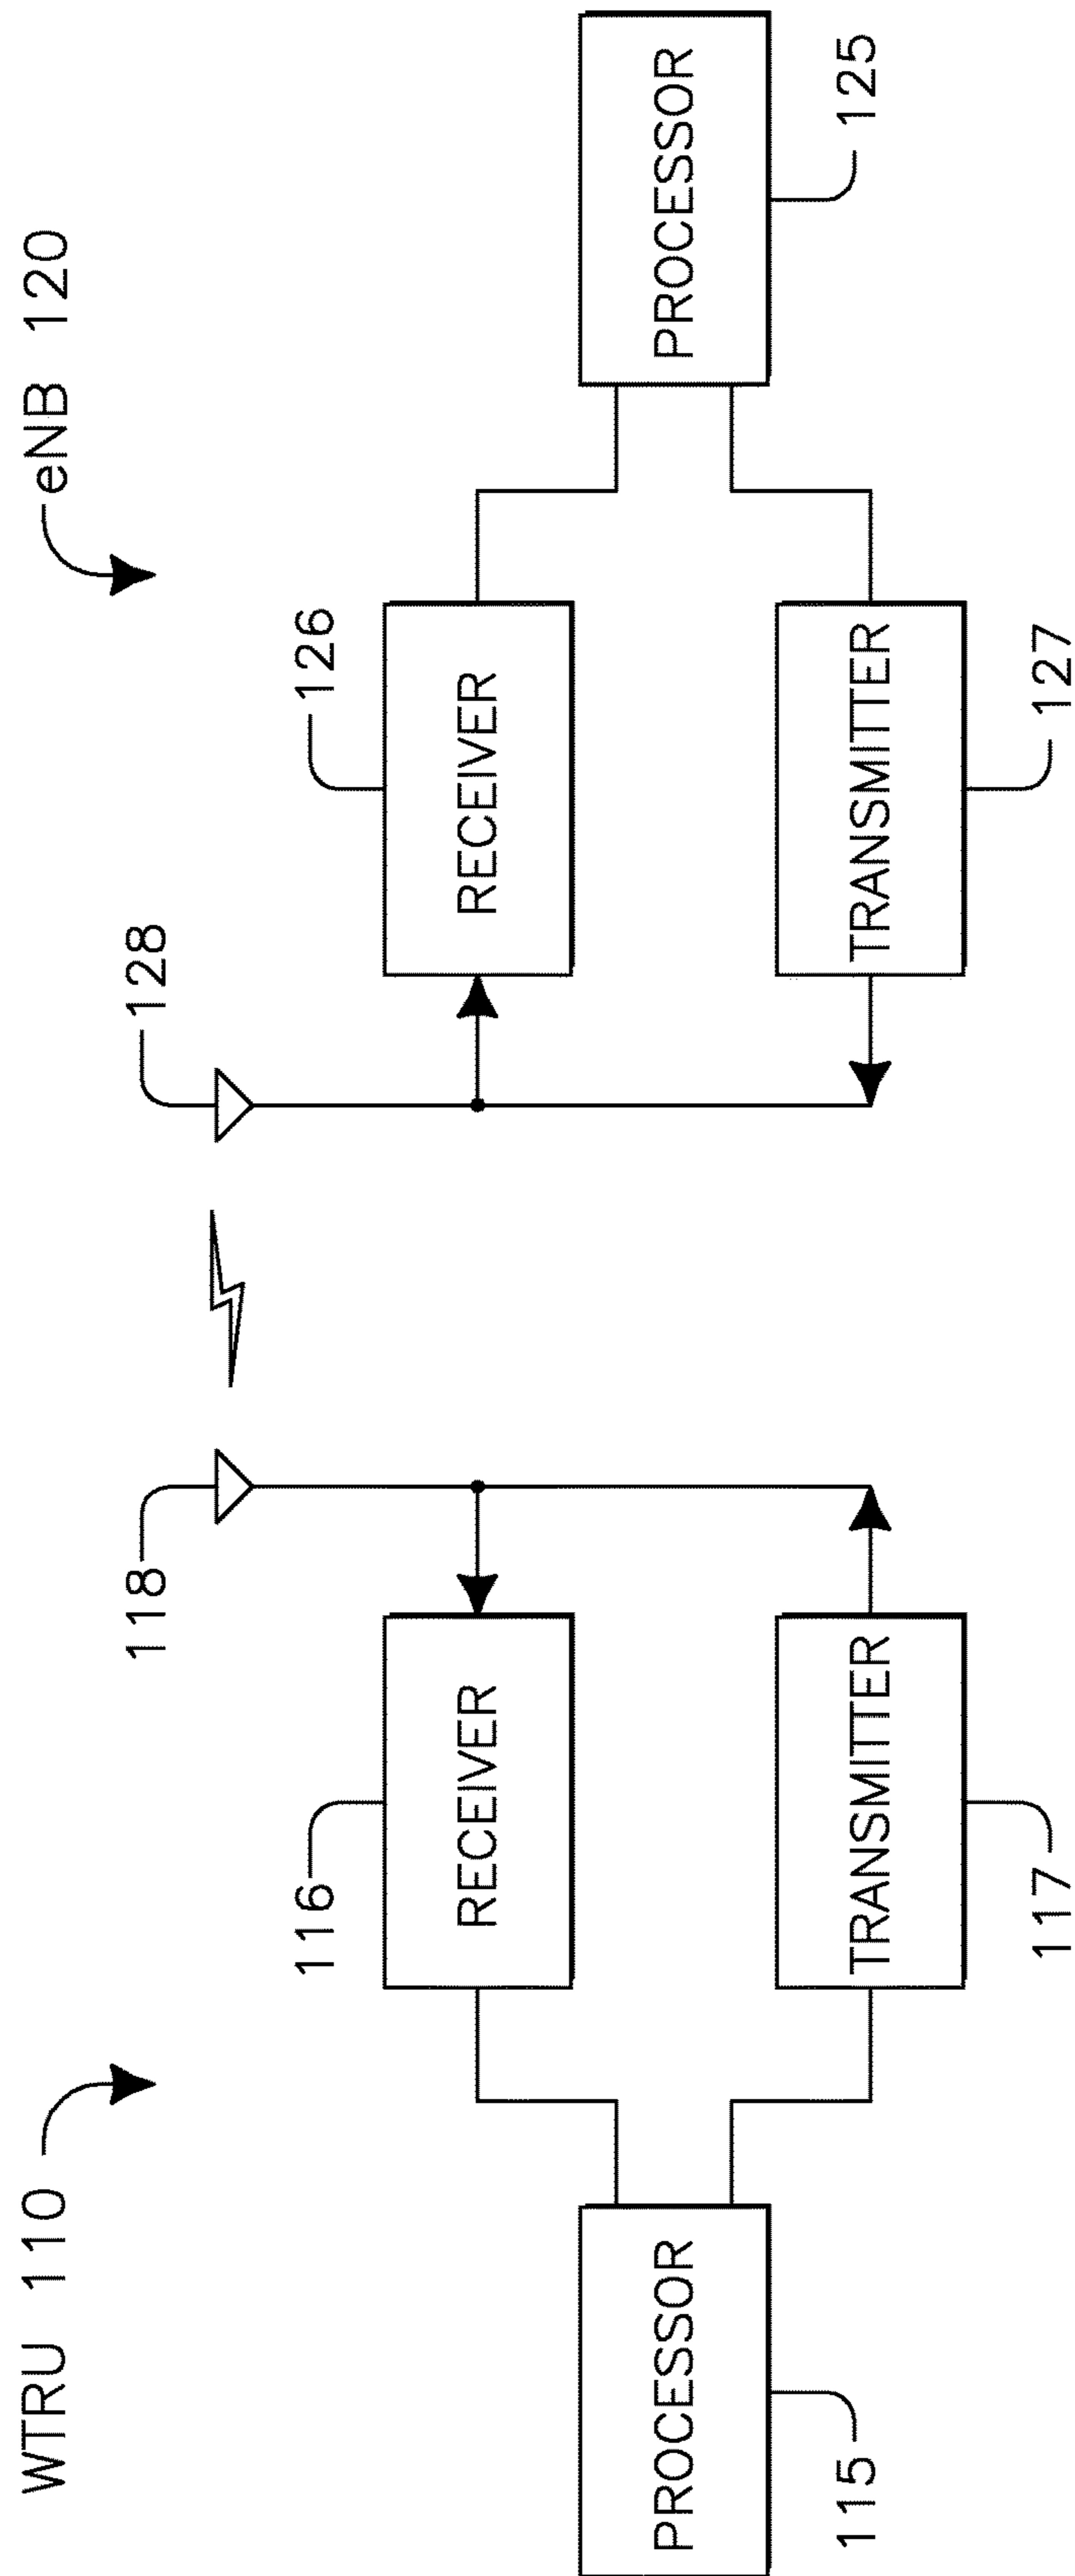 WTRU 110
eNB 120
118
128
116
126
RECEIVER
RECEIVER
PROCESSOR
PROCESSOR
115
125
TRANSMITTER
TRANSMITTER
117
127